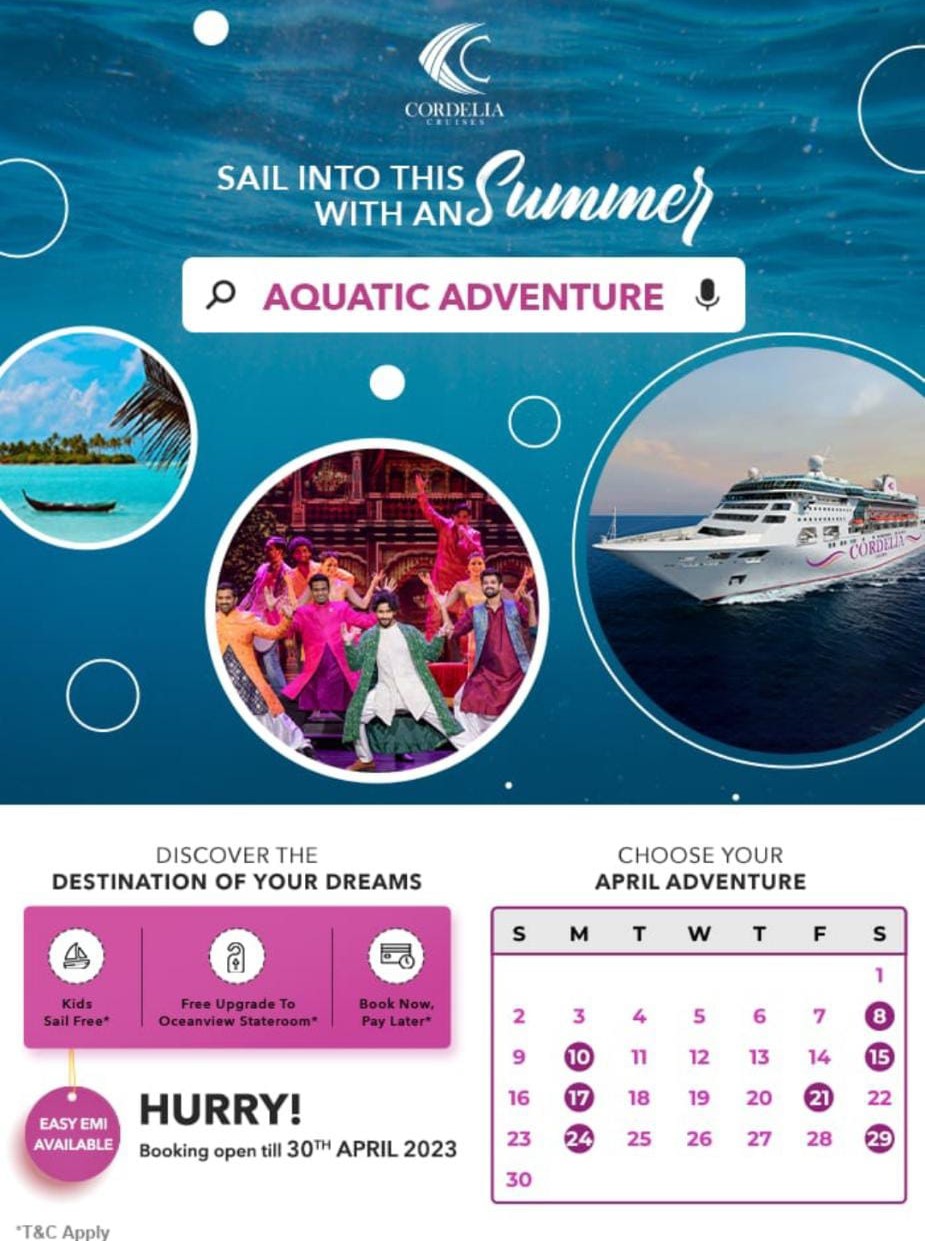 CORDELIA
CRUISES
SAIL INTO THIS Summer
WITH AN
AQUATIC ADVENTURE
CORDELIA
DISCOVER THE
DESTINATION OF YOUR DREAMS
Kids
Sail Free*
Free Upgrade To
Oceanview Stateroom*
Book Now,
Pay Later*
EASY EMI
AVAILABLE
HURRY!
Booking open till 30TH APRIL 2023
CHOOSE YOUR
APRIL ADVENTURE
S M T W T F S
1
2 3 4 5 6 7 8
9 10 11 12 13 14 15
16 17 18 19 20 21 22
23 24 25 26 27 28 29
30
*T&C Apply